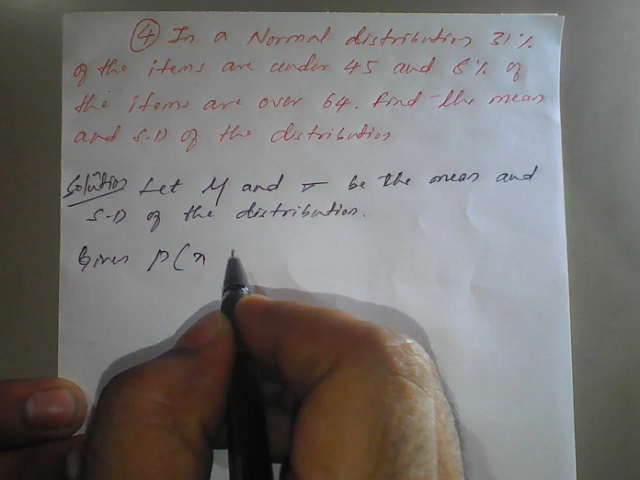 ④ In a Normal distribution 31%
of the items are under 45 and 8% of
the items are over 64. Find the mean
and S.D of the distribution
Solution Let μ and σ be the mean and
S.D of the distribution.
Given P(x